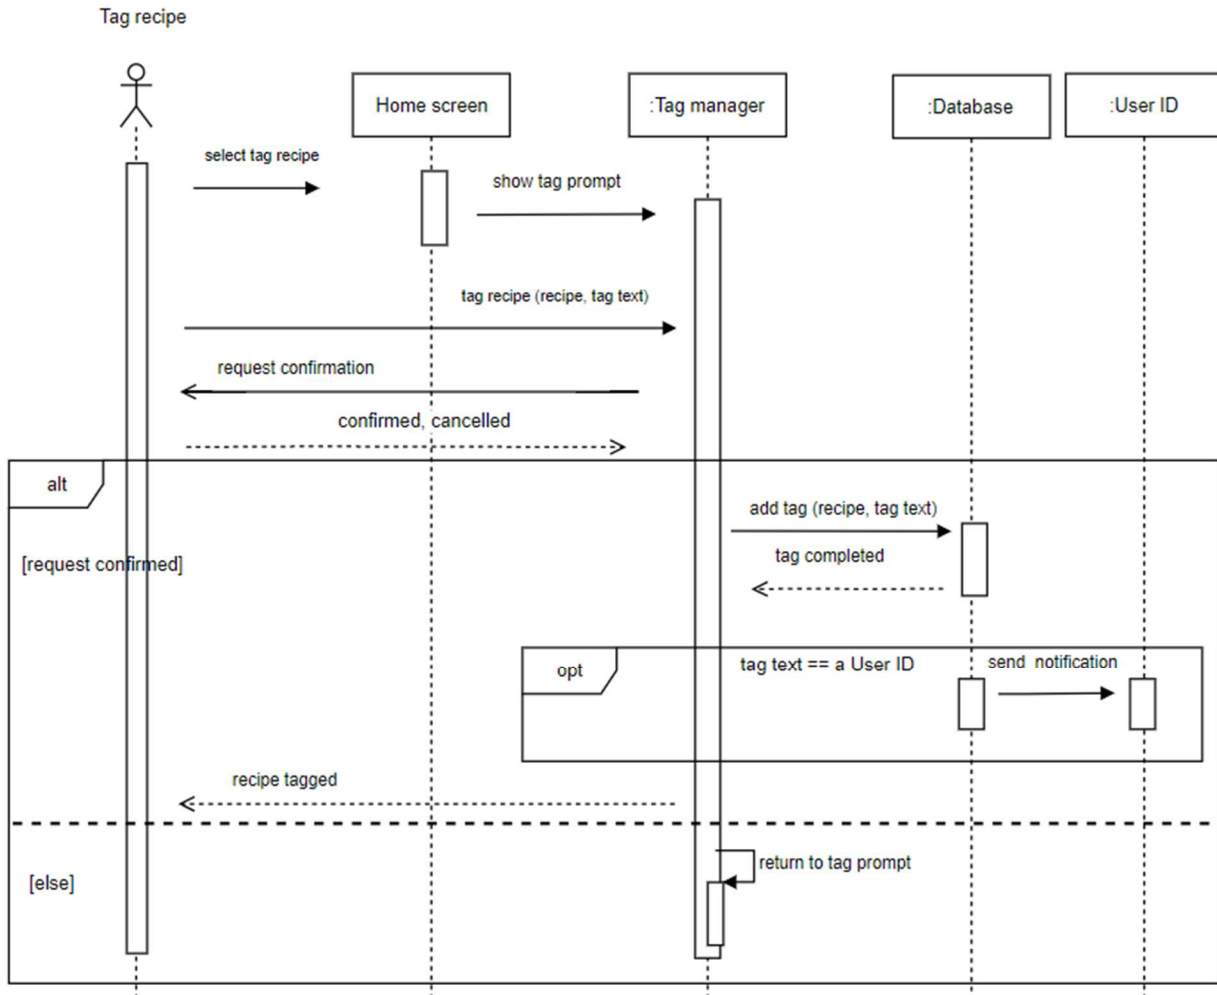 Tag recipe
Home screen
:Tag manager
:Database
:User ID
select tag recipe
show tag prompt
tag recipe (recipe, tag text)
request confirmation
confirmed, cancelled
alt
add tag (recipe, tag text)
[request confirmed]
tag completed
opt
tag text == a User ID
send notification
recipe tagged
return to tag prompt
[else]